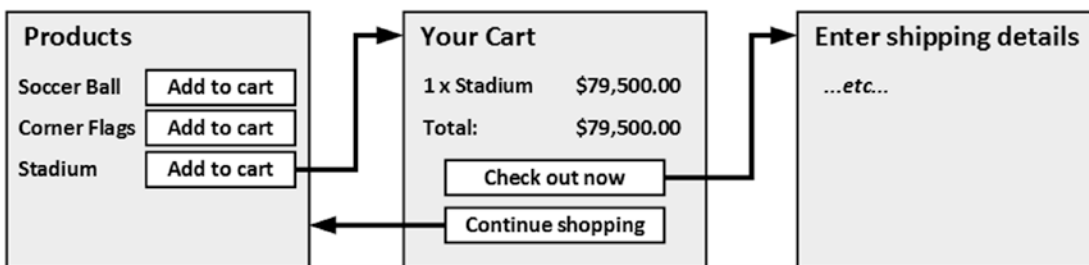 Products
Soccer Ball Add to cart
Corner Flags Add to cart
Stadium Add to cart
Your Cart
1 x Stadium $79,500.00
Total: $79,500.00
Check out now
Continue shopping
Enter shipping details
...etc...